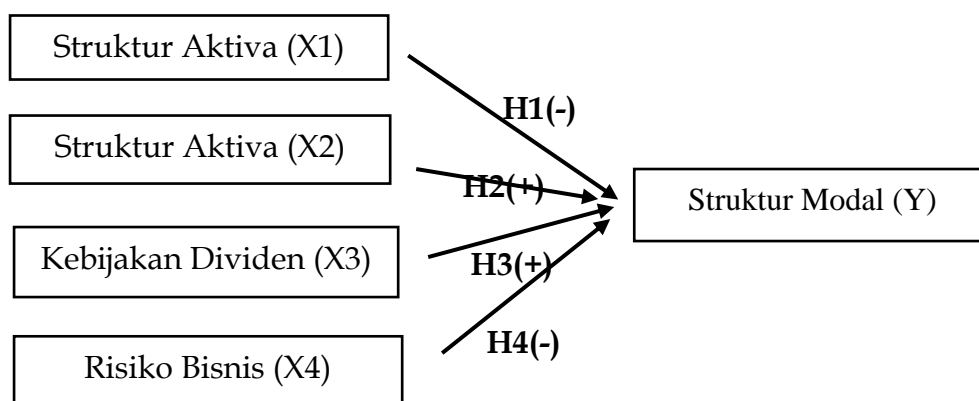 Struktur Aktiva (X1)
H1(-)
Struktur Aktiva (X2)
H2(+)
Struktur Modal (Y)
Kebijakan Dividen (X3)
H3(+)
H4(-)
Risiko Bisnis (X4)